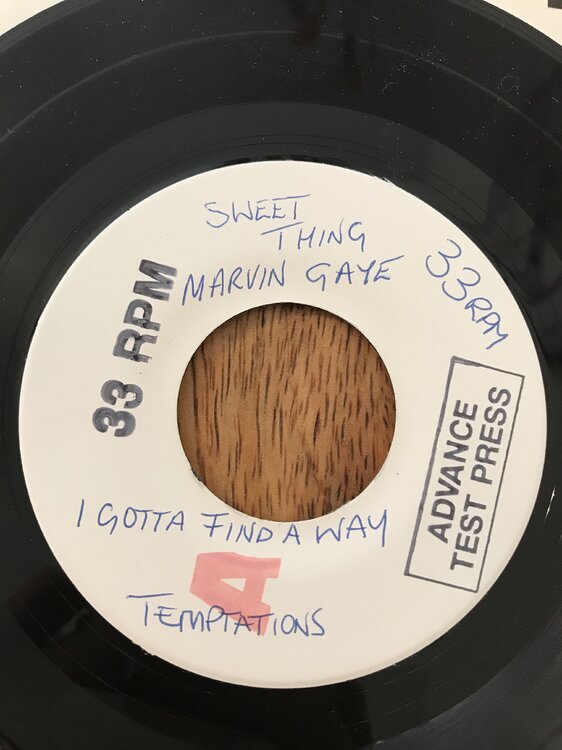 SWEET
THING
MARVIN GAYE
33 RPM
33 RPM
ADVANCE
TEST PRESS
I GOTTA FIND A WAY
A
TEMPTATIONS